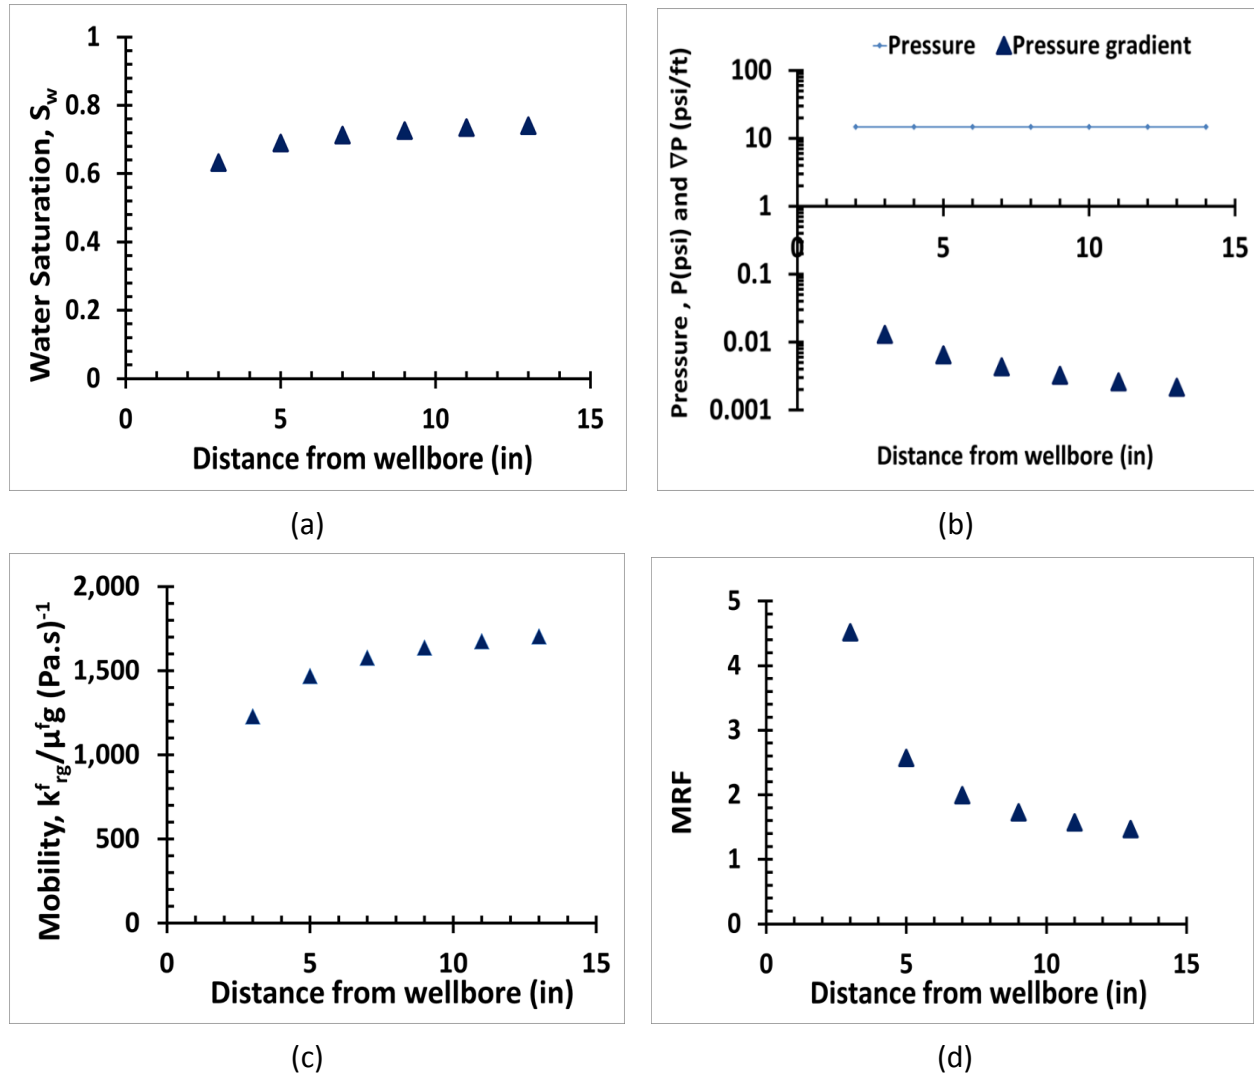 1
0.8
0.6
0.4
0.2
0
0 5 10 15
Water Saturation, Sw
Distance from wellbore (in)
(a)
Pressure Pressure gradient
100
10
1
0.1
0.01
0.001
0 5 10 15
Pressure , P(psi) and ∇P (psi/ft)
Distance from wellbore (in)
(b)
2,000
1,500
1,000
500
0
0 5 10 15
Mobility, k^f_rg/µ^f g (Pa.s)^-1
Distance from wellbore (in)
(c)
5
4
3
2
1
0
0 5 10 15
MRF
Distance from wellbore (in)
(d)